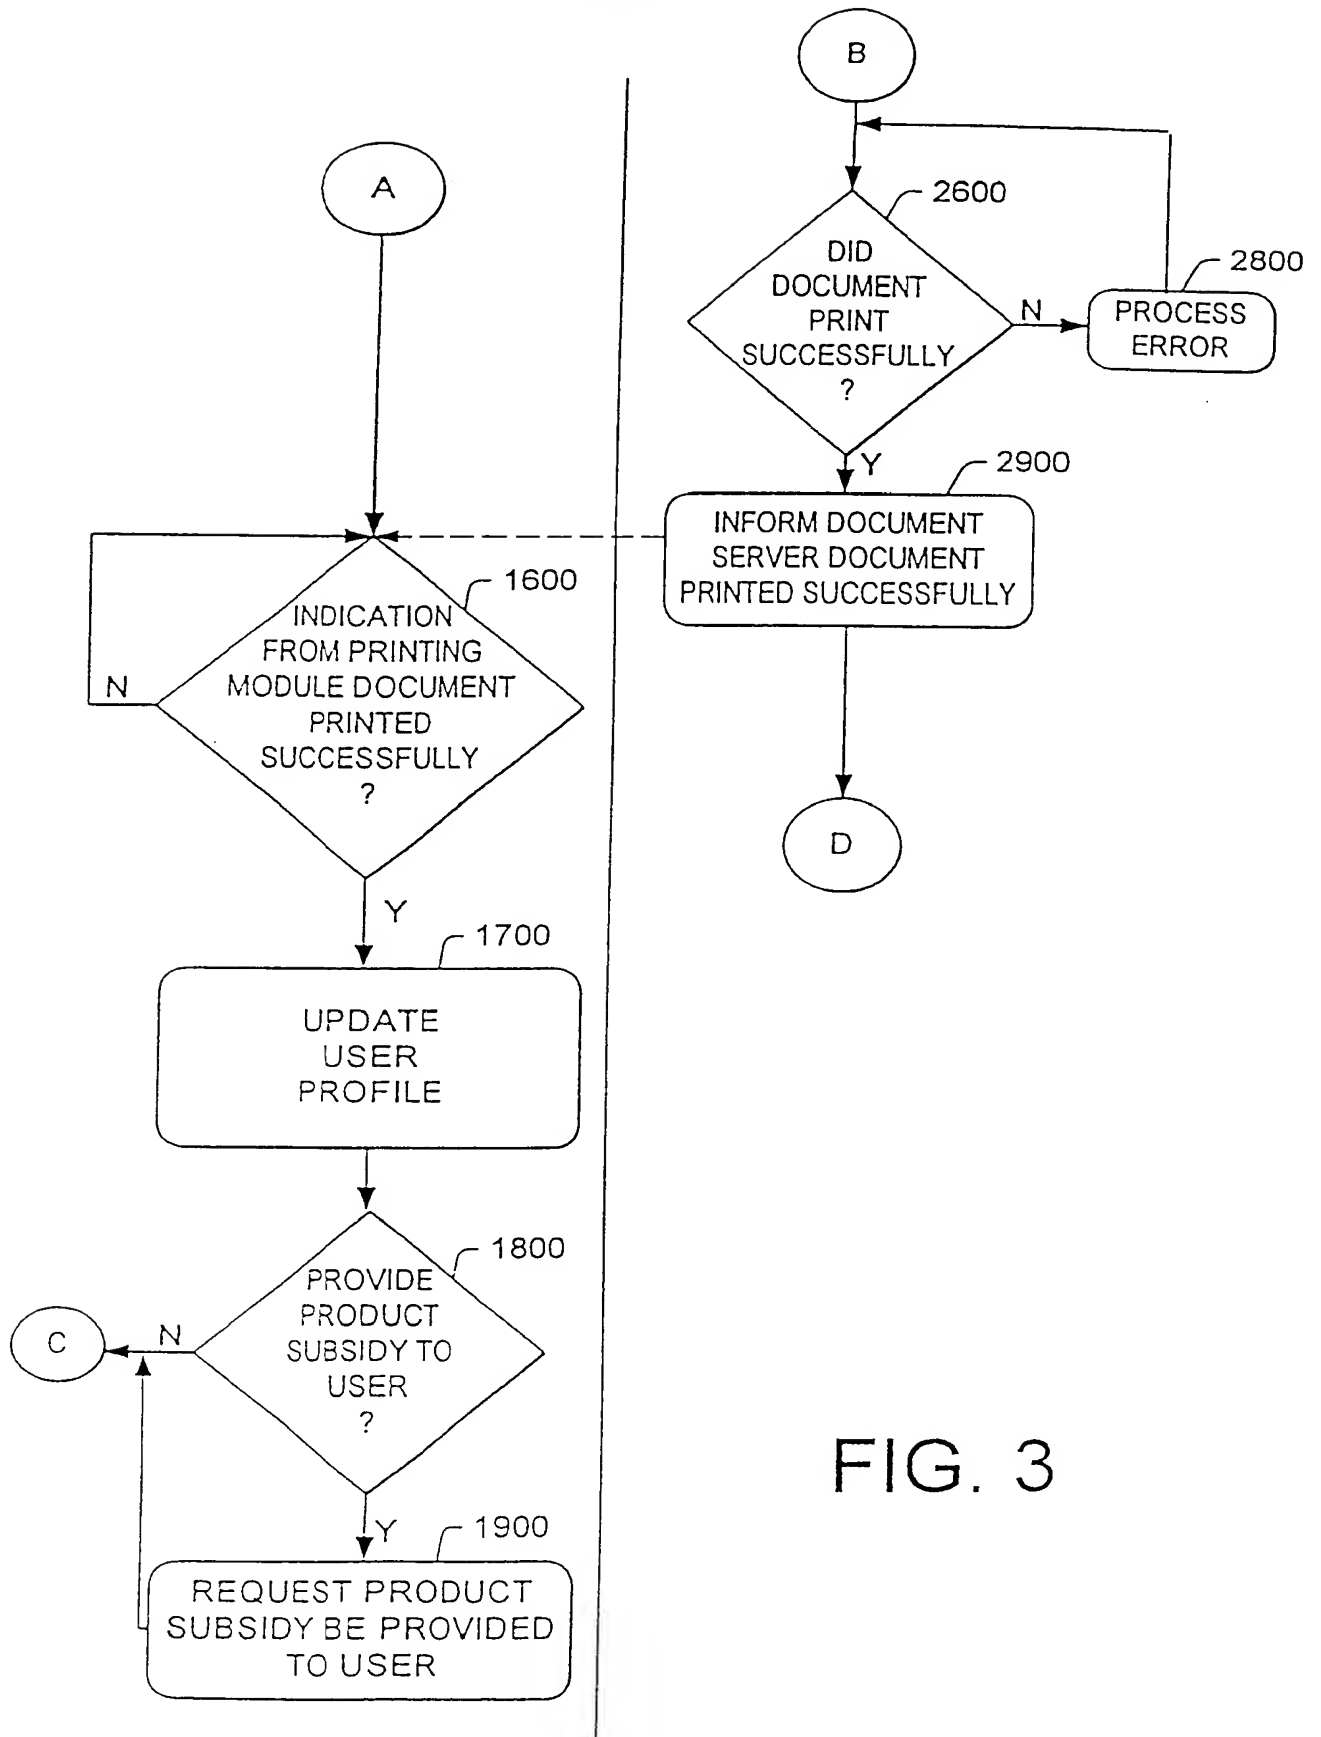 B
A
2600
DID
DOCUMENT
PRINT
SUCCESSFULLY
?
N
2800
PROCESS
ERROR
Y
2900
INFORM DOCUMENT
SERVER DOCUMENT
PRINTED SUCCESSFULLY
D
1600
INDICATION
FROM PRINTING
MODULE DOCUMENT
PRINTED
SUCCESSFULLY
?
N
Y
1700
UPDATE
USER
PROFILE
1800
PROVIDE
PRODUCT
SUBSIDY TO
USER
?
N
C
Y
1900
REQUEST PRODUCT
SUBSIDY BE PROVIDED
TO USER
FIG. 3